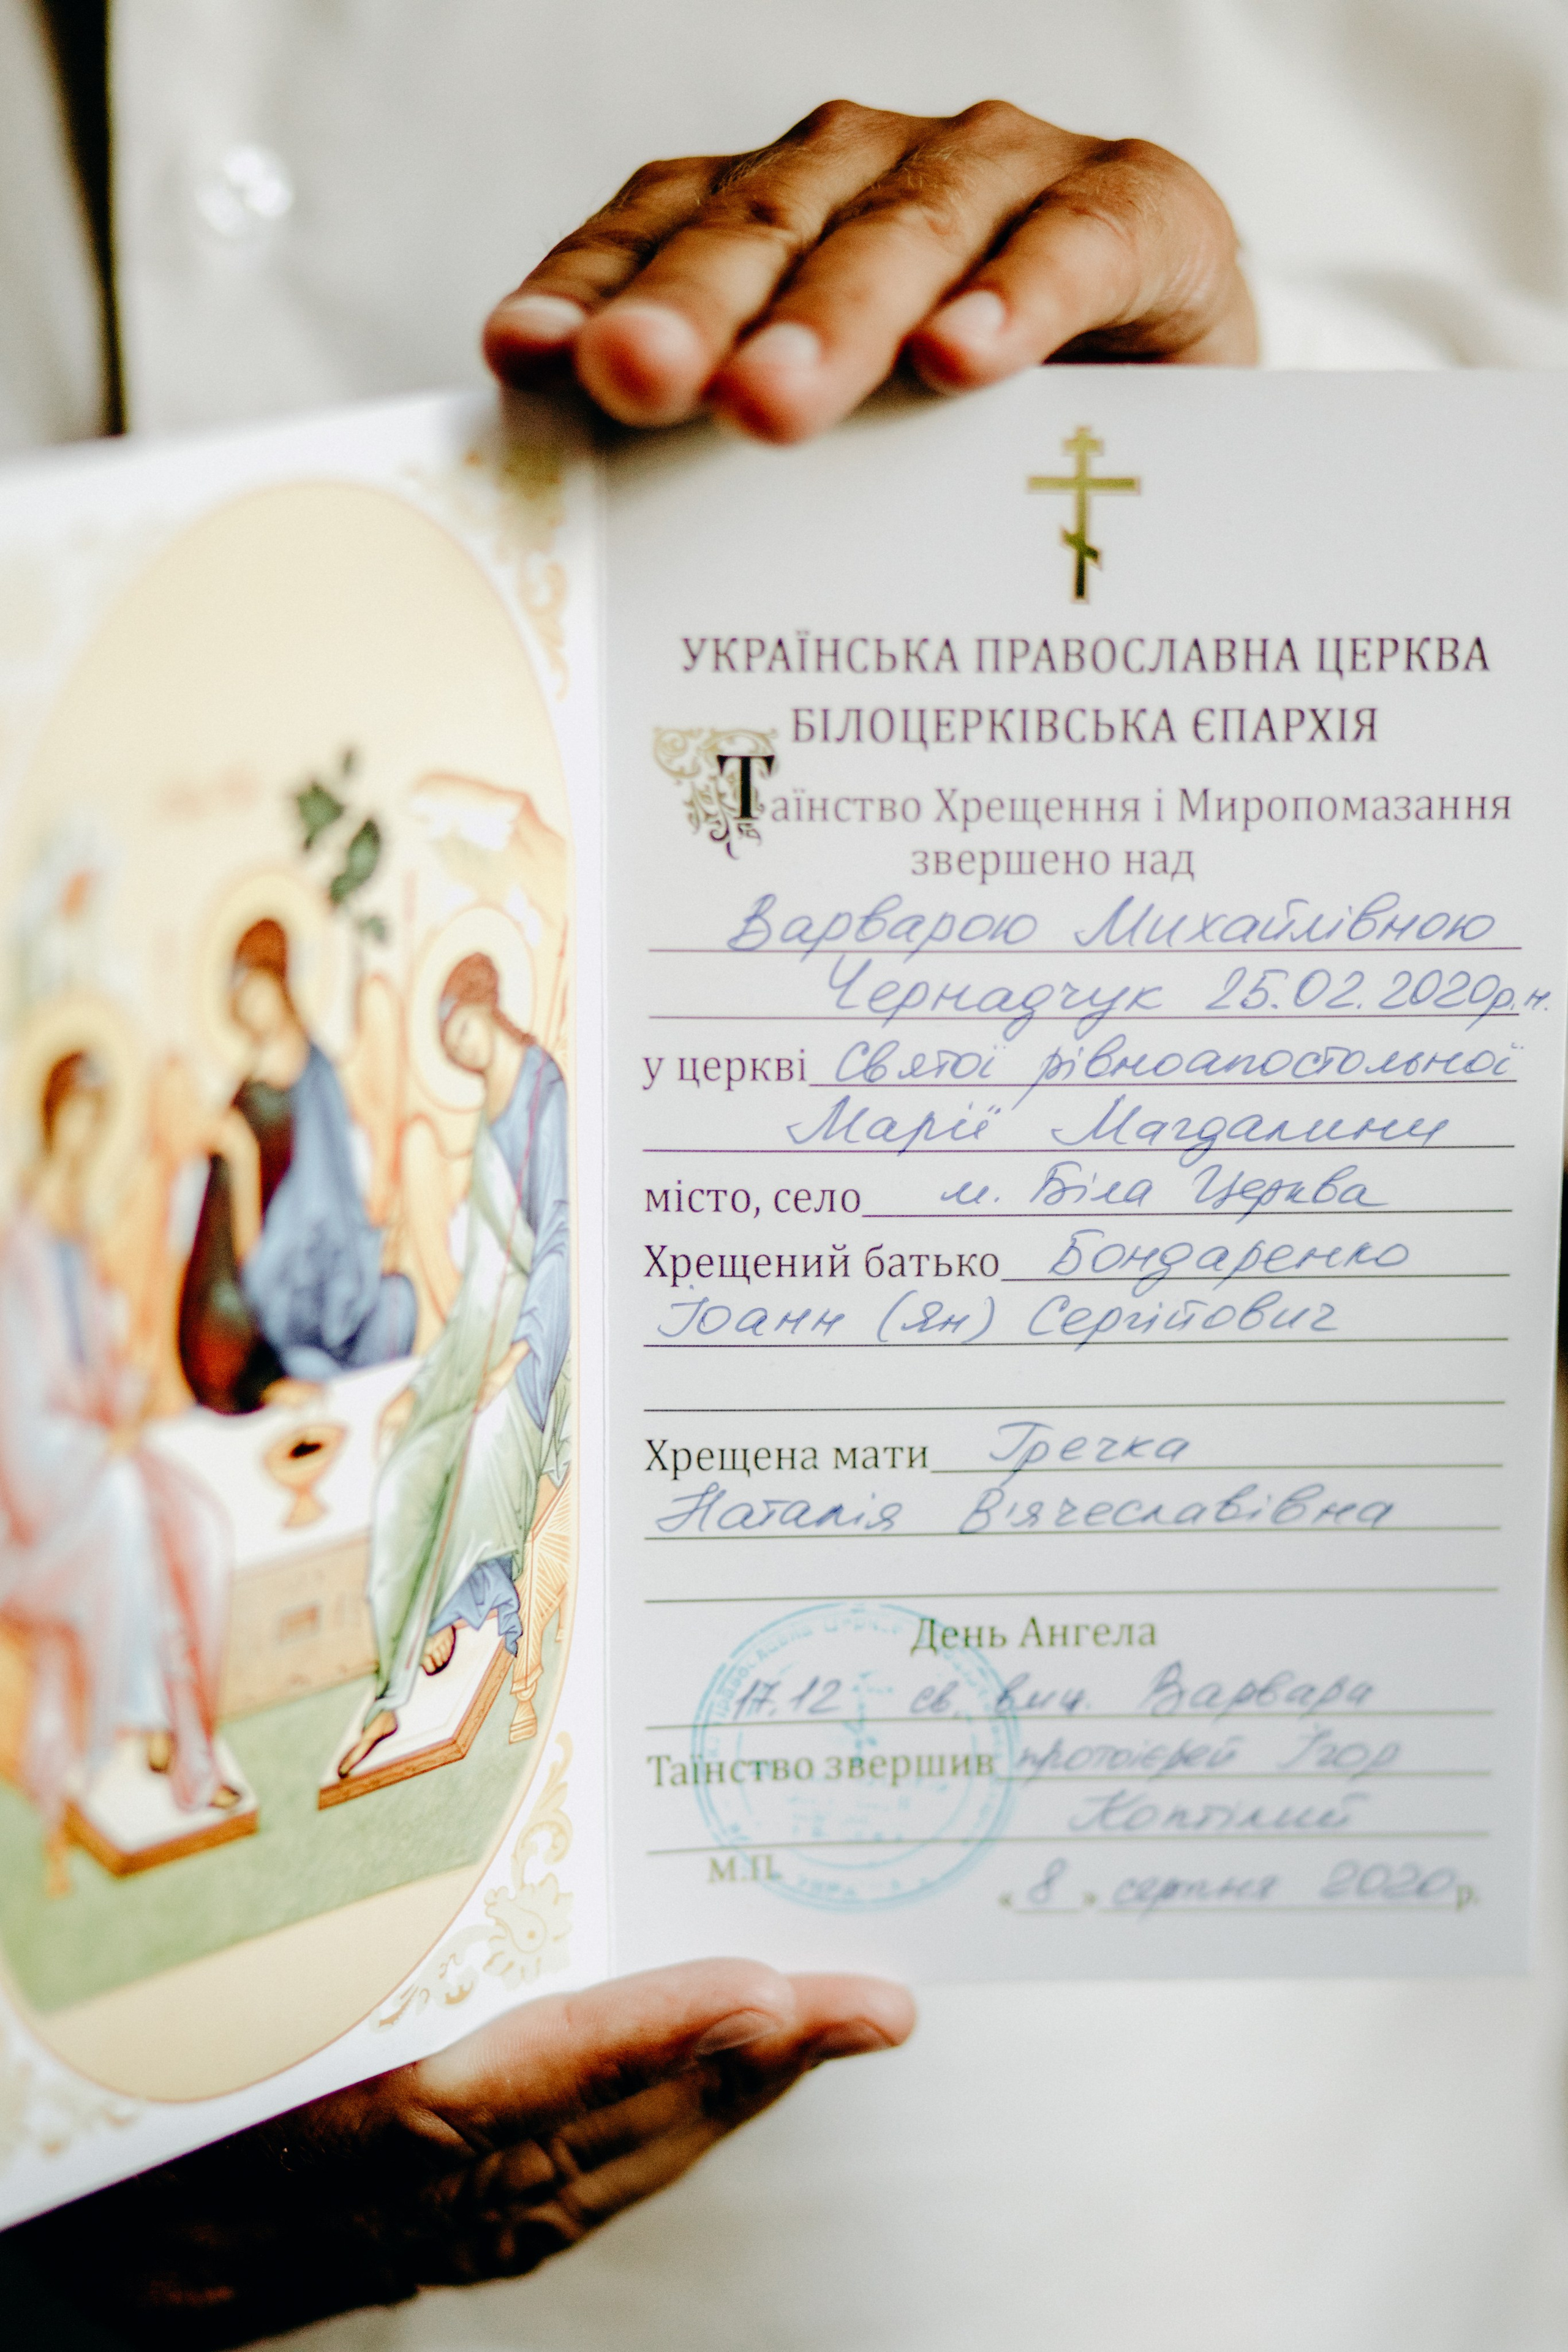 УКРАЇНСЬКА ПРАВОСЛАВНА ЦЕРКВА
БІЛОЦЕРКІВСЬКА ЄПАРХІЯ
Таїнство Хрещення і Миропомазання
звершено над
Варварою Михайлівною
Чернадчук 25.02.2020р.н.
у церкві Святої рівноапостольної
Марії Магдалини
місто, село м. Біла Церква
Хрещений батько Бондаренко
Іоанн (Ян) Сергійович
Хрещена мати Гречка
Наталія В'ячеславівна
День Ангела
17.12 св. вмц. Варвара
Таїнство звершив протоієрей Ігор
Коптілий
М.П.
«8» серпня 2020р.